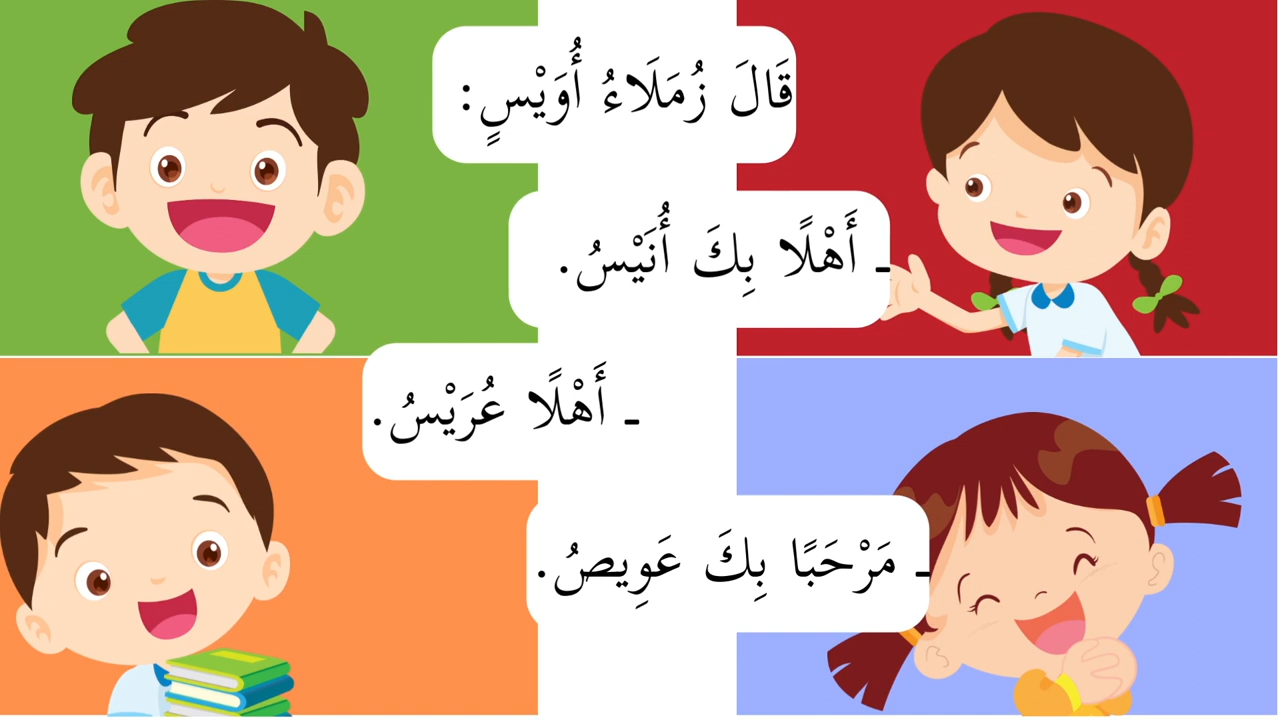 قَالَ زُمَلَاءُ أُوَيْسٍ:
ـ أَهْلًا بِكَ أُنَيْسُ.
ـ أَهْلًا عُرَيْسُ.
ـ مَرْحَبًا بِكَ عَوِيصُ.